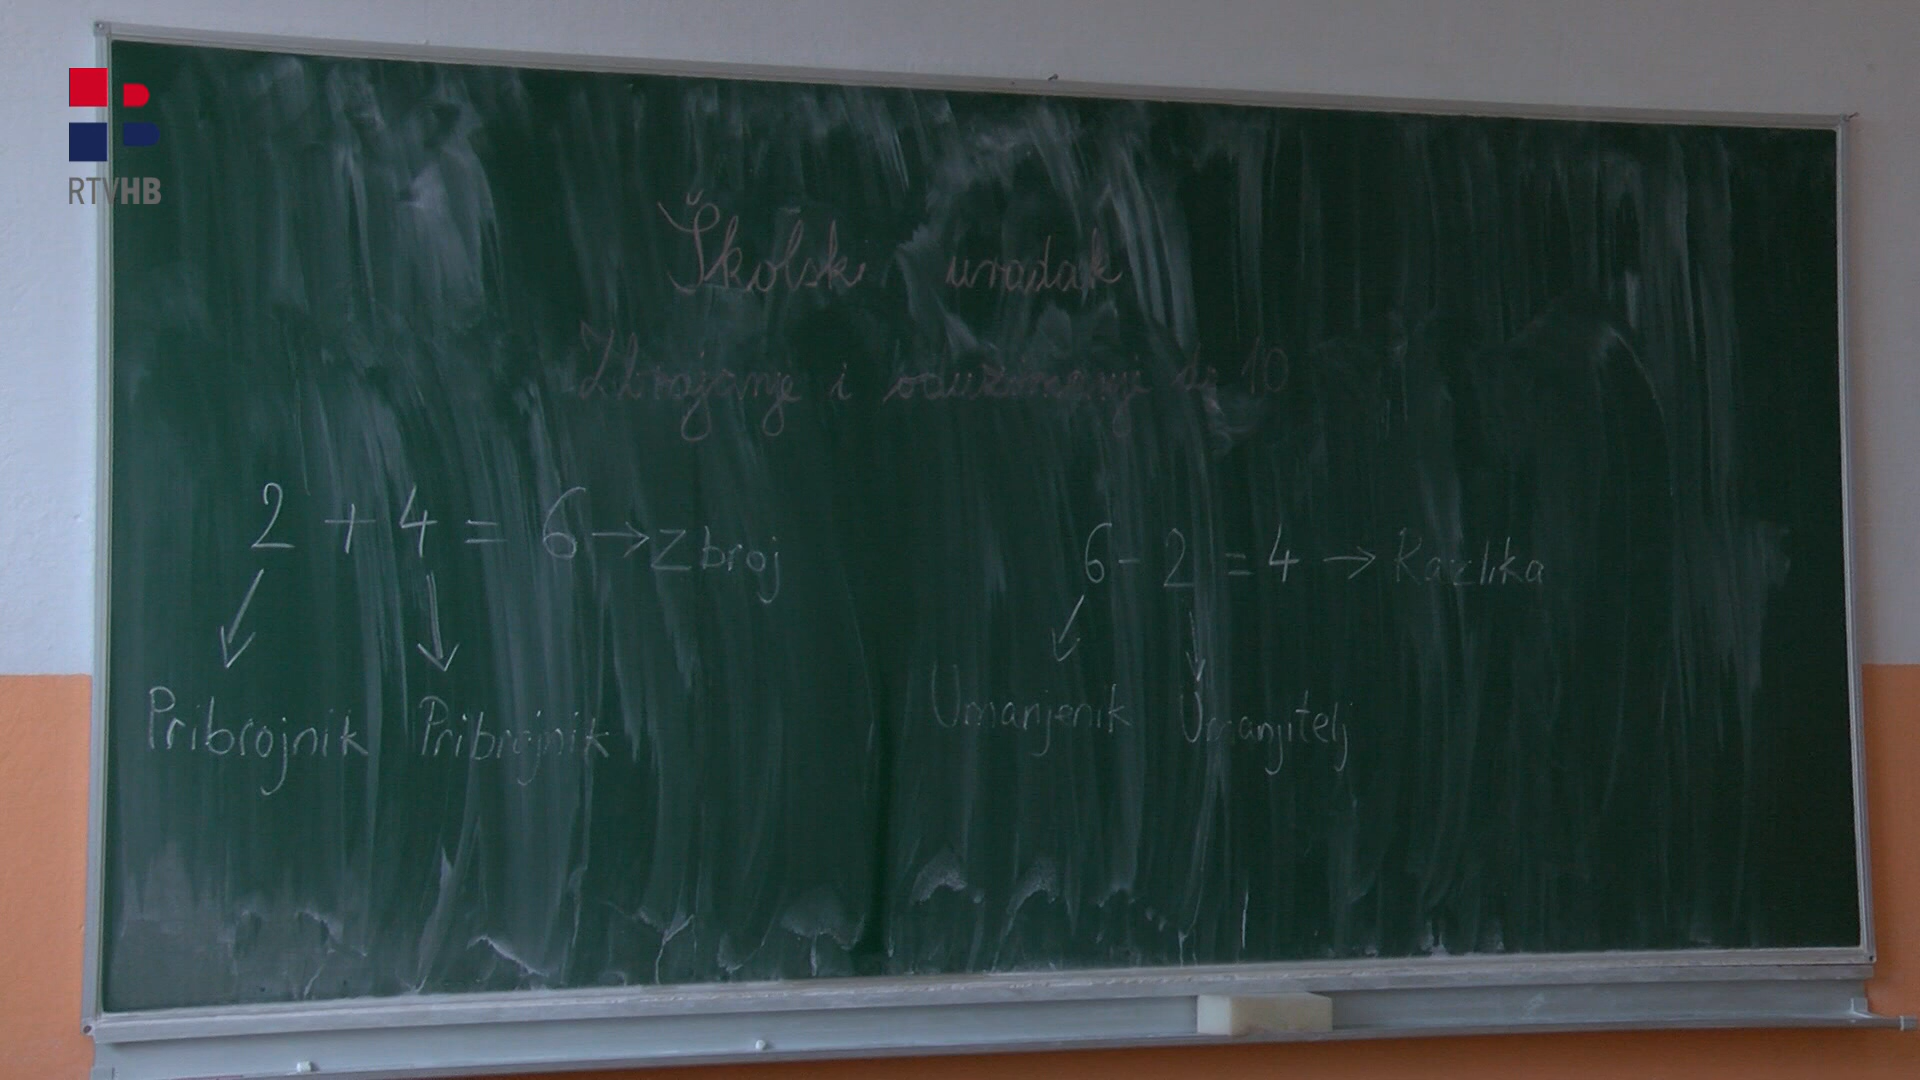 RTVHB
Školski uradak
Zbrajanje i oduzimanje do 10
2 + 4 = 6 → Zbroj
Pribrojnik Pribrojnik
6 - 2 = 4 → Razlika
Umanjenik Umanjitelj